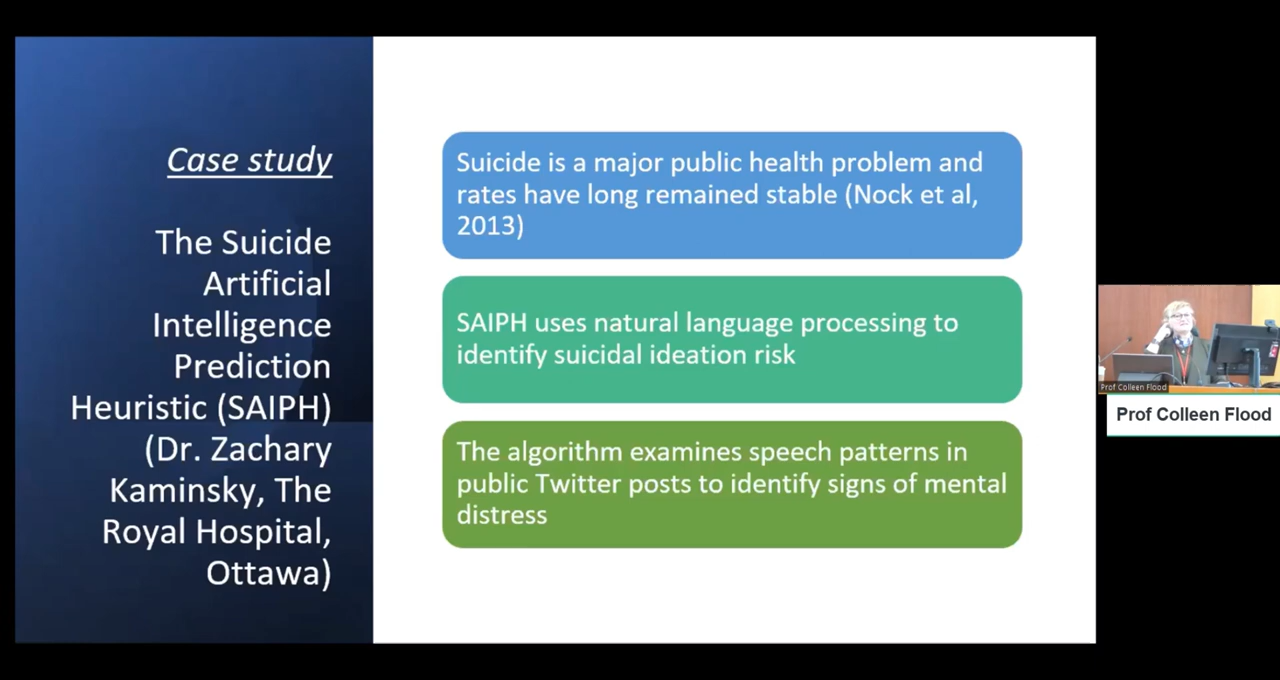 Case study
The Suicide
Artificial
Intelligence
Prediction
Heuristic (SAIPH)
(Dr. Zachary
Kaminsky, The
Royal Hospital,
Ottawa)
Suicide is a major public health problem and
rates have long remained stable (Nock et al,
2013)
SAIPH uses natural language processing to
identify suicidal ideation risk
The algorithm examines speech patterns in
public Twitter posts to identify signs of mental
distress
Prof Colleen Flood
Prof Colleen Flood